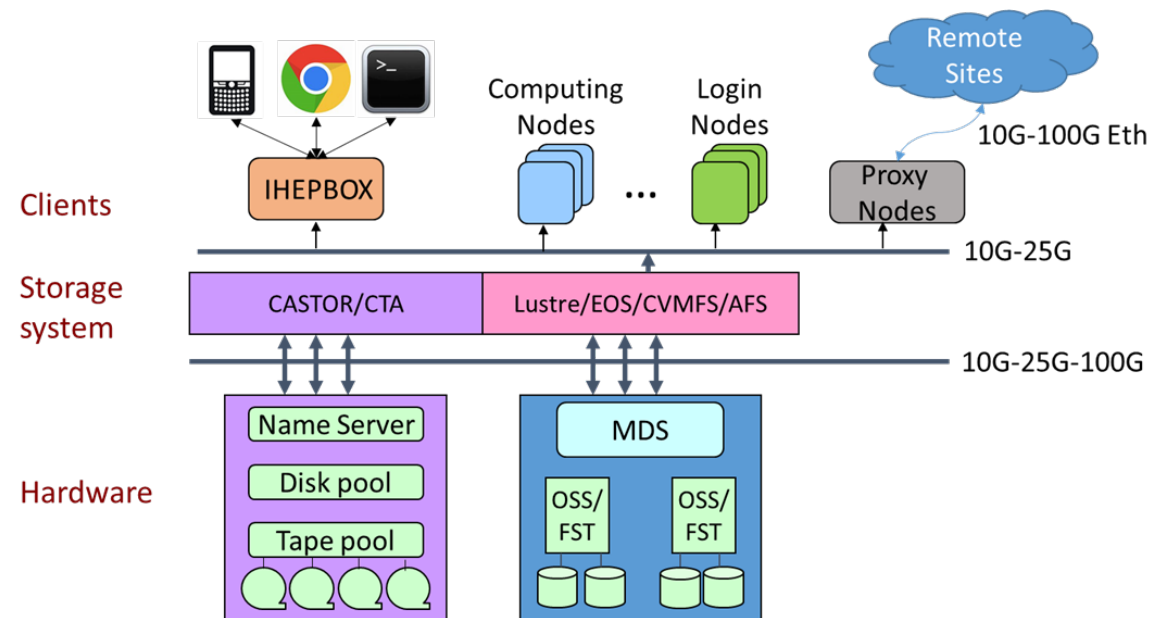 >_
Remote
Sites
Computing
Nodes
Login
Nodes
10G-100G Eth
IHEPBOX
...
Proxy
Nodes
Clients
10G-25G
Storage
system
CASTOR/CTA
Lustre/EOS/CVMFS/AFS
10G-25G-100G
Hardware
Name Server
Disk pool
Tape pool
MDS
OSS/
FST
OSS/
FST